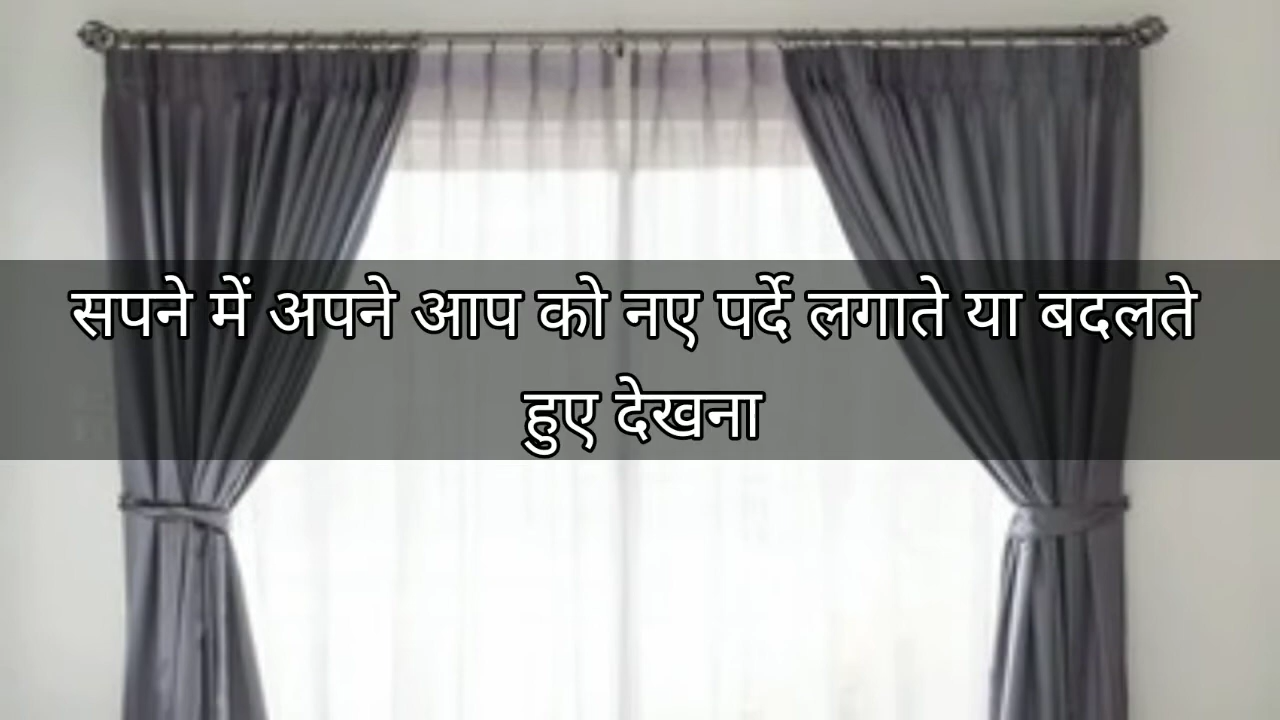 सपने में अपने आप को नए पर्दे लगाते या बदलते
हुए देखना